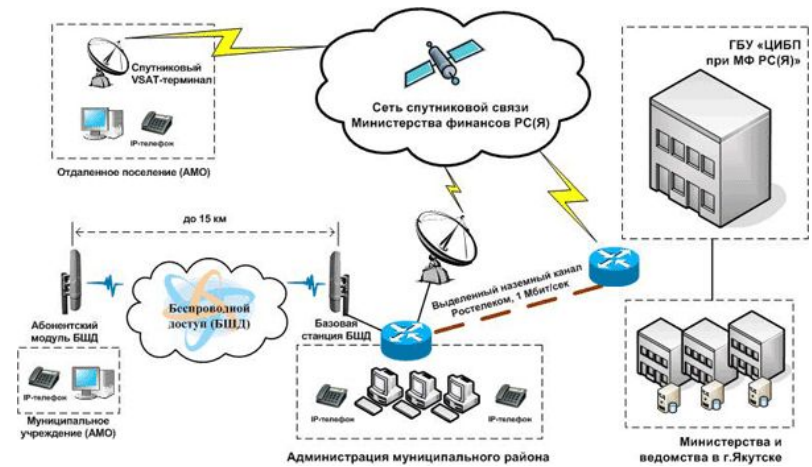 Спутниковый
VSAT-терминал
IP-телефон
Отдаленное поселение (АМО)
Сеть спутниковой связи
Министерства финансов РС(Я)
ГБУ «ЦИБП
при МФ РС(Я)»
до 15 км
Беспроводной
доступ (БШД)
Абонентский
модуль БШД
Базовая
станция БШД
Выделенный наземный канал
Ростелеком, 1 Мбит/сек
IP-телефон
Муниципальное
учреждение (АМО)
IP-телефон
IP-телефон
Администрация муниципального района
Министерства и
ведомства в г.Якутске